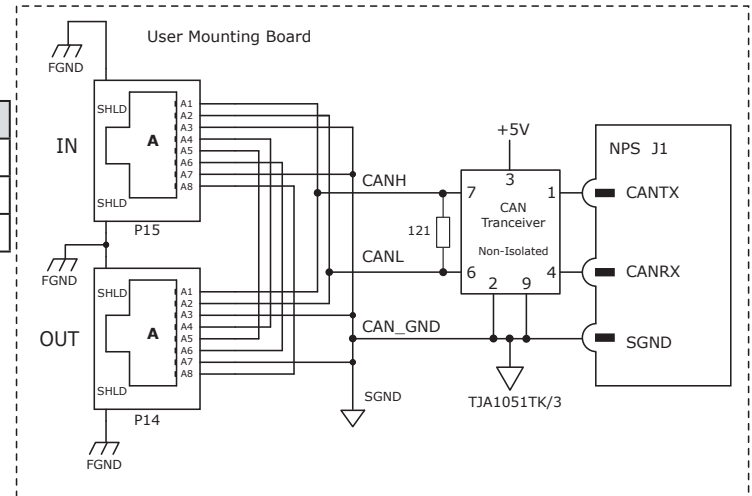 User Mounting Board
FGND
SHLD
IN
A
A1
A2
A3
A4
A5
A6
A7
A8
SHLD
P15
FGND
SHLD
OUT
A
A1
A2
A3
A4
A5
A6
A7
A8
SHLD
P14
FGND
CANH
121
CANL
CAN_GND
SGND
+5V
3
7
1
CAN
Tranceiver
Non-Isolated
6
4
2
9
TJA1051TK/3
NPS J1
CANTX
CANRX
SGND